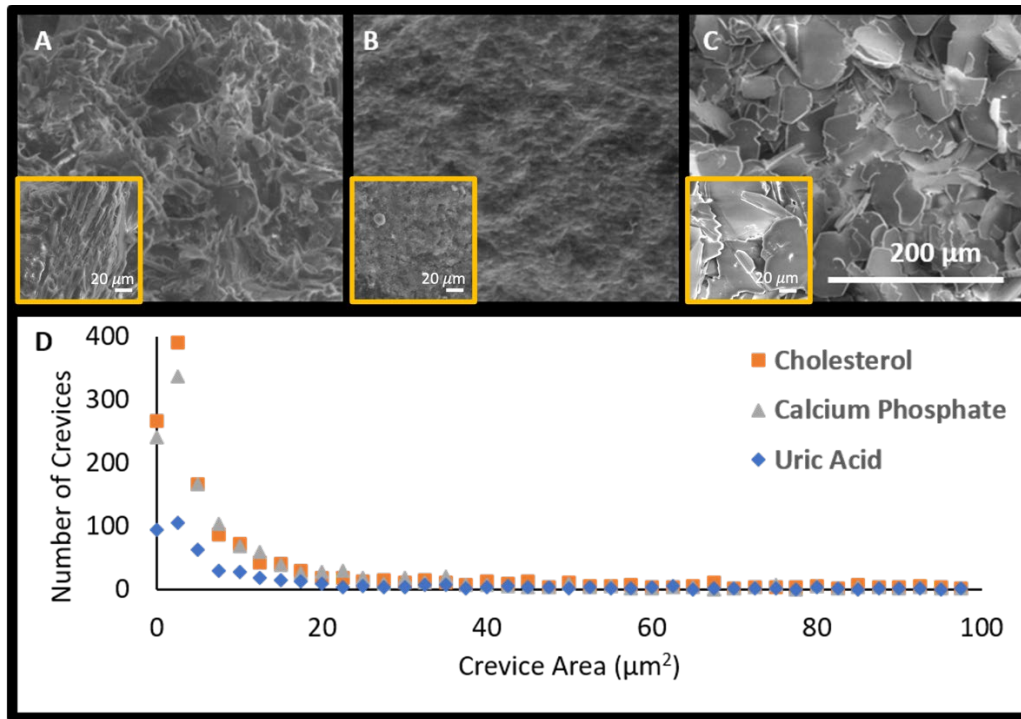 A
B
C
20 μm
20 μm
20 μm
200 μm
D
400
300
200
100
0
Number of Crevices
Cholesterol
Calcium Phosphate
Uric Acid
0 20 40 60 80 100
Crevice Area (μm²)